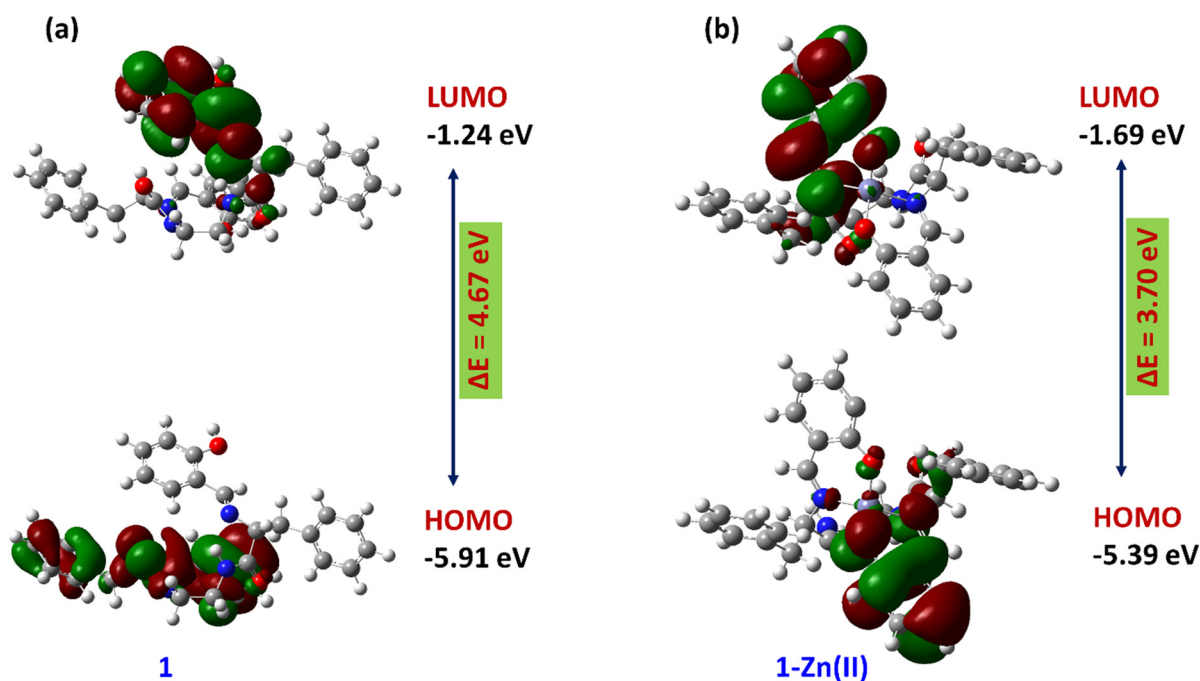 (a)
LUMO
-1.24 eV
ΔE = 4.67 eV
HOMO
-5.91 eV
1
(b)
LUMO
-1.69 eV
ΔE = 3.70 eV
HOMO
-5.39 eV
1-Zn(II)